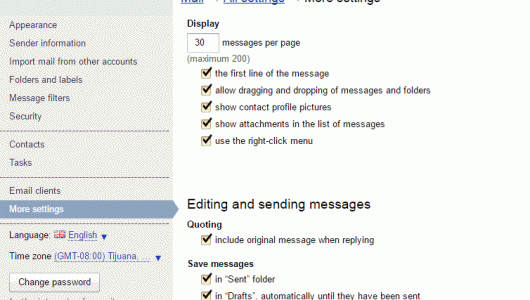 Mail → All settings → More settings
Appearance
Sender information
Import mail from other accounts
Folders and labels
Message filters
Security
Contacts
Tasks
Email clients
More settings
Language: English
Time zone (GMT-08:00) Tijuana, ...
Change password
Display
30 messages per page
(maximum 200)
the first line of the message
allow dragging and dropping of messages and folders
show contact profile pictures
show attachments in the list of messages
use the right-click menu
Editing and sending messages
Quoting
include original message when replying
Save messages
in “Sent” folder
in “Drafts”, automatically until they have been sent